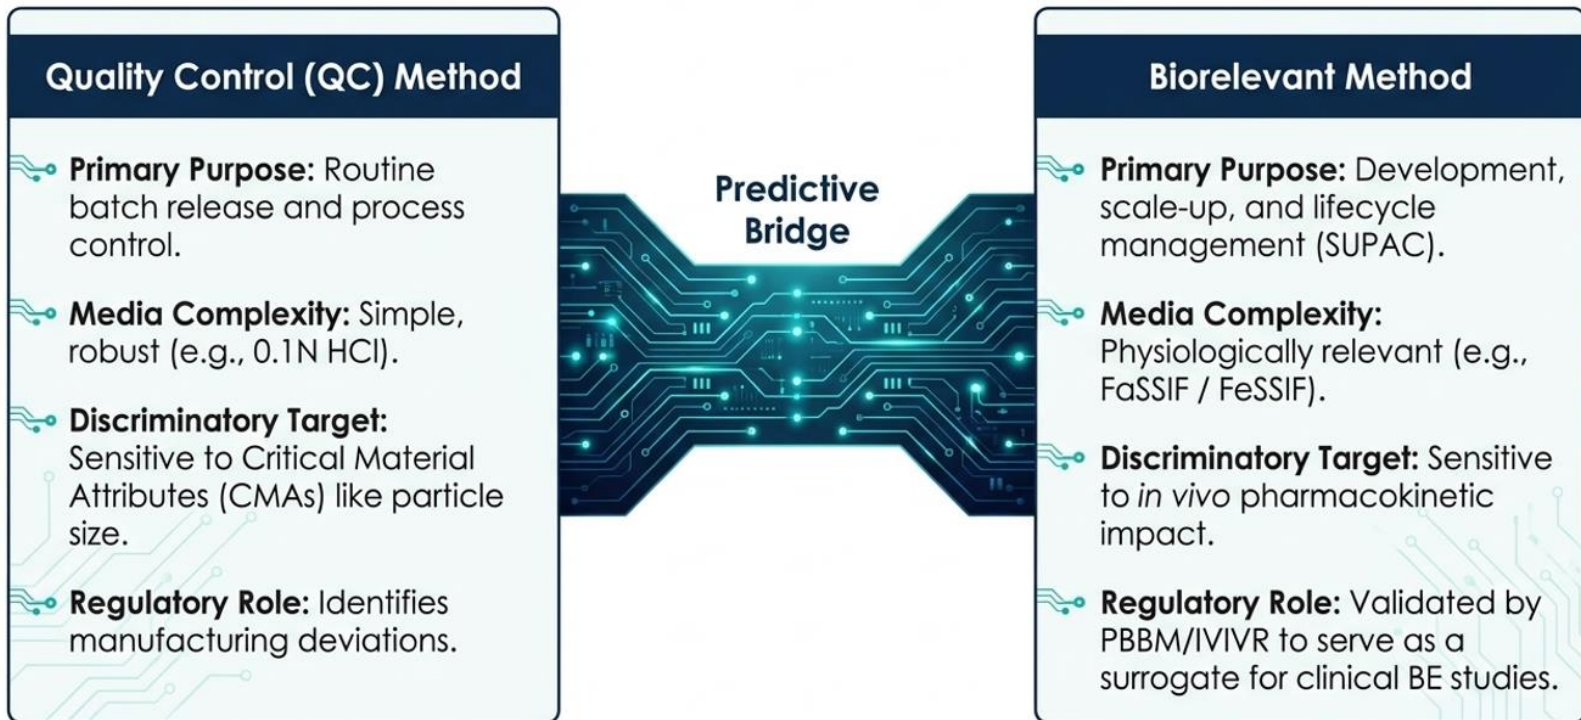 Quality Control (QC) Method
Primary Purpose: Routine
batch release and process
control.
Media Complexity: Simple,
robust (e.g., 0.1N HCl).
Discriminatory Target:
Sensitive to Critical Material
Attributes (CMAs) like particle
size.
Regulatory Role: Identifies
manufacturing deviations.
Predictive
Bridge
Biorelevant Method
Primary Purpose: Development,
scale-up, and lifecycle
management (SUPAC).
Media Complexity:
Physiologically relevant (e.g.,
FaSSIF / FeSSIF).
Discriminatory Target: Sensitive
to in vivo pharmacokinetic
impact.
Regulatory Role: Validated by
PBBM/IVIVR to serve as a
surrogate for clinical BE studies.